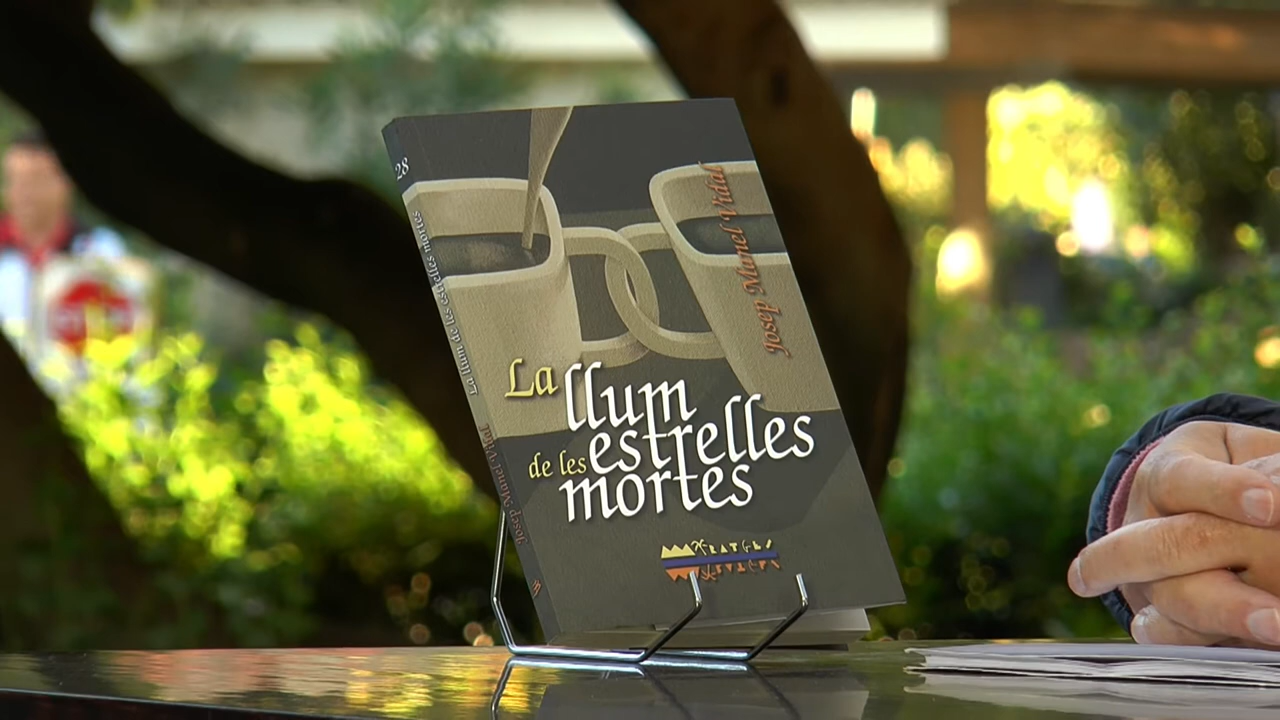 28
La llum de les estrelles mortes
Josep Manel Vidal
Josep Manel Vidal
La llum
de les estrelles
mortes